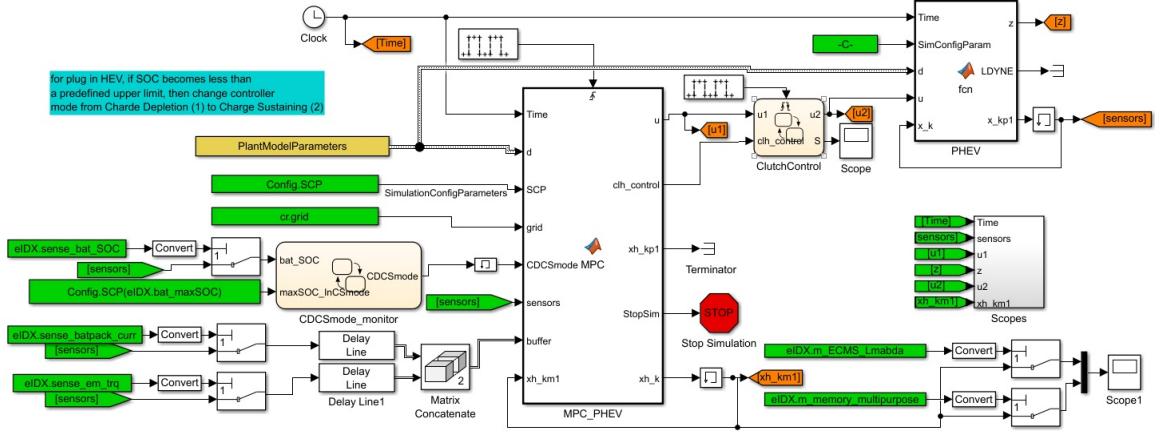 Clock
[Time]
Time
SimConfigParam
d
u
x_k
fcn
z
LDYNE
x_kp1
PHEV
-C-
[z]
[sensors]
for plug in HEV, if SOC becomes less than
a predefined upper limit, then change controller
mode from Charde Depletion (1) to Charge Sustaining (2)
PlantModelParameters
Config.SCP
SimulationConfigParameters
cr.grid
eIDX.sense_bat_SOC
Convert
1
[sensors]
Config.SCP(eIDX.bat_maxSOC)
bat_SOC
maxSOC_InCSmode
CDCSmode
CDCSmode_monitor
[sensors]
eIDX.sense_batpack_curr
Convert
1
[sensors]
Delay
Line
eIDX.sense_em_trq
Convert
1
[sensors]
Delay
Line
Delay Line1
2
Matrix
Concatenate
Time
d
SCP
grid
CDCSmode
sensors
buffer
xh_km1
MPC
u
clh_control
xh_kp1
StopSim
xh_k
MPC_PHEV
[u1]
u1
clh_control
u2
S
ClutchControl
[u2]
Scope
Terminator
STOP
Stop Simulation
[xh_km1]
[Time]
[sensors]
[u1]
[z]
[u2]
[xh_km1]
Time
sensors
u1
z
u2
xh_km1
Scopes
eIDX.m_ECMS_Lmabda
Convert
1
eIDX.m_memory_multipurpose
Convert
1
Scope1